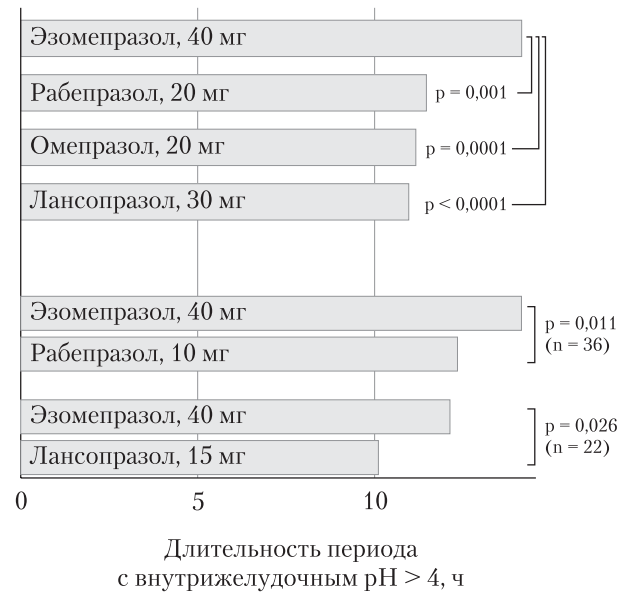 Эзомепразол, 40 мг
Рабепразол, 20 мг
p = 0,001
Омепразол, 20 мг
p = 0,0001
Лансопразол, 30 мг
p < 0,0001
Эзомепразол, 40 мг
Рабепразол, 10 мг
p = 0,011
(n = 36)
Эзомепразол, 40 мг
Лансопразол, 15 мг
p = 0,026
(n = 22)
0 5 10
Длительность периода
с внутрижелудочным pH > 4, ч